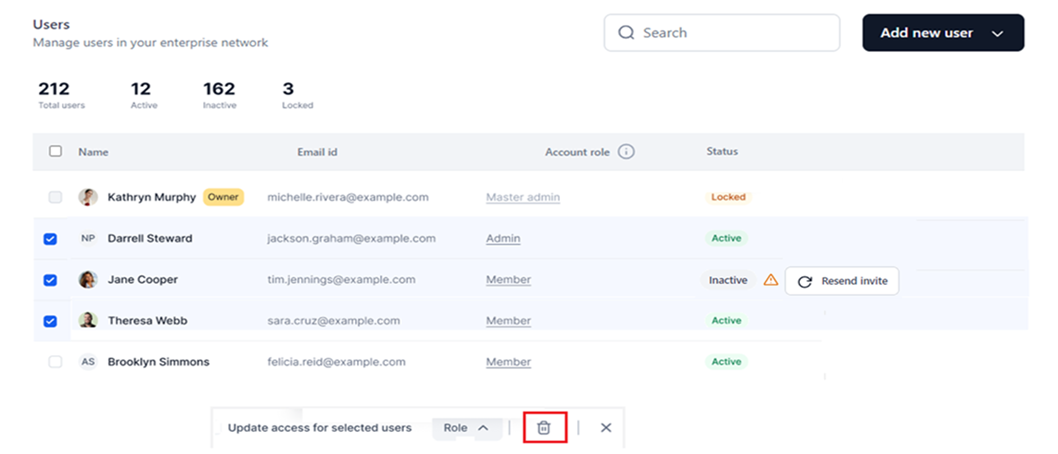 Users
Manage users in your enterprise network
Search
Add new user
212 12 162 3
Total users Active Inactive Locked
Name Email id Account role Status
Kathryn Murphy Owner michelle.rivera@example.com Master admin Locked
NP Darrell Steward jackson.graham@example.com Admin Active
Jane Cooper tim.jennings@example.com Member Inactive Resend invite
Theresa Webb sara.cruz@example.com Member Active
AS Brooklyn Simmons felicia.reid@example.com Member Active
Update access for selected users Role